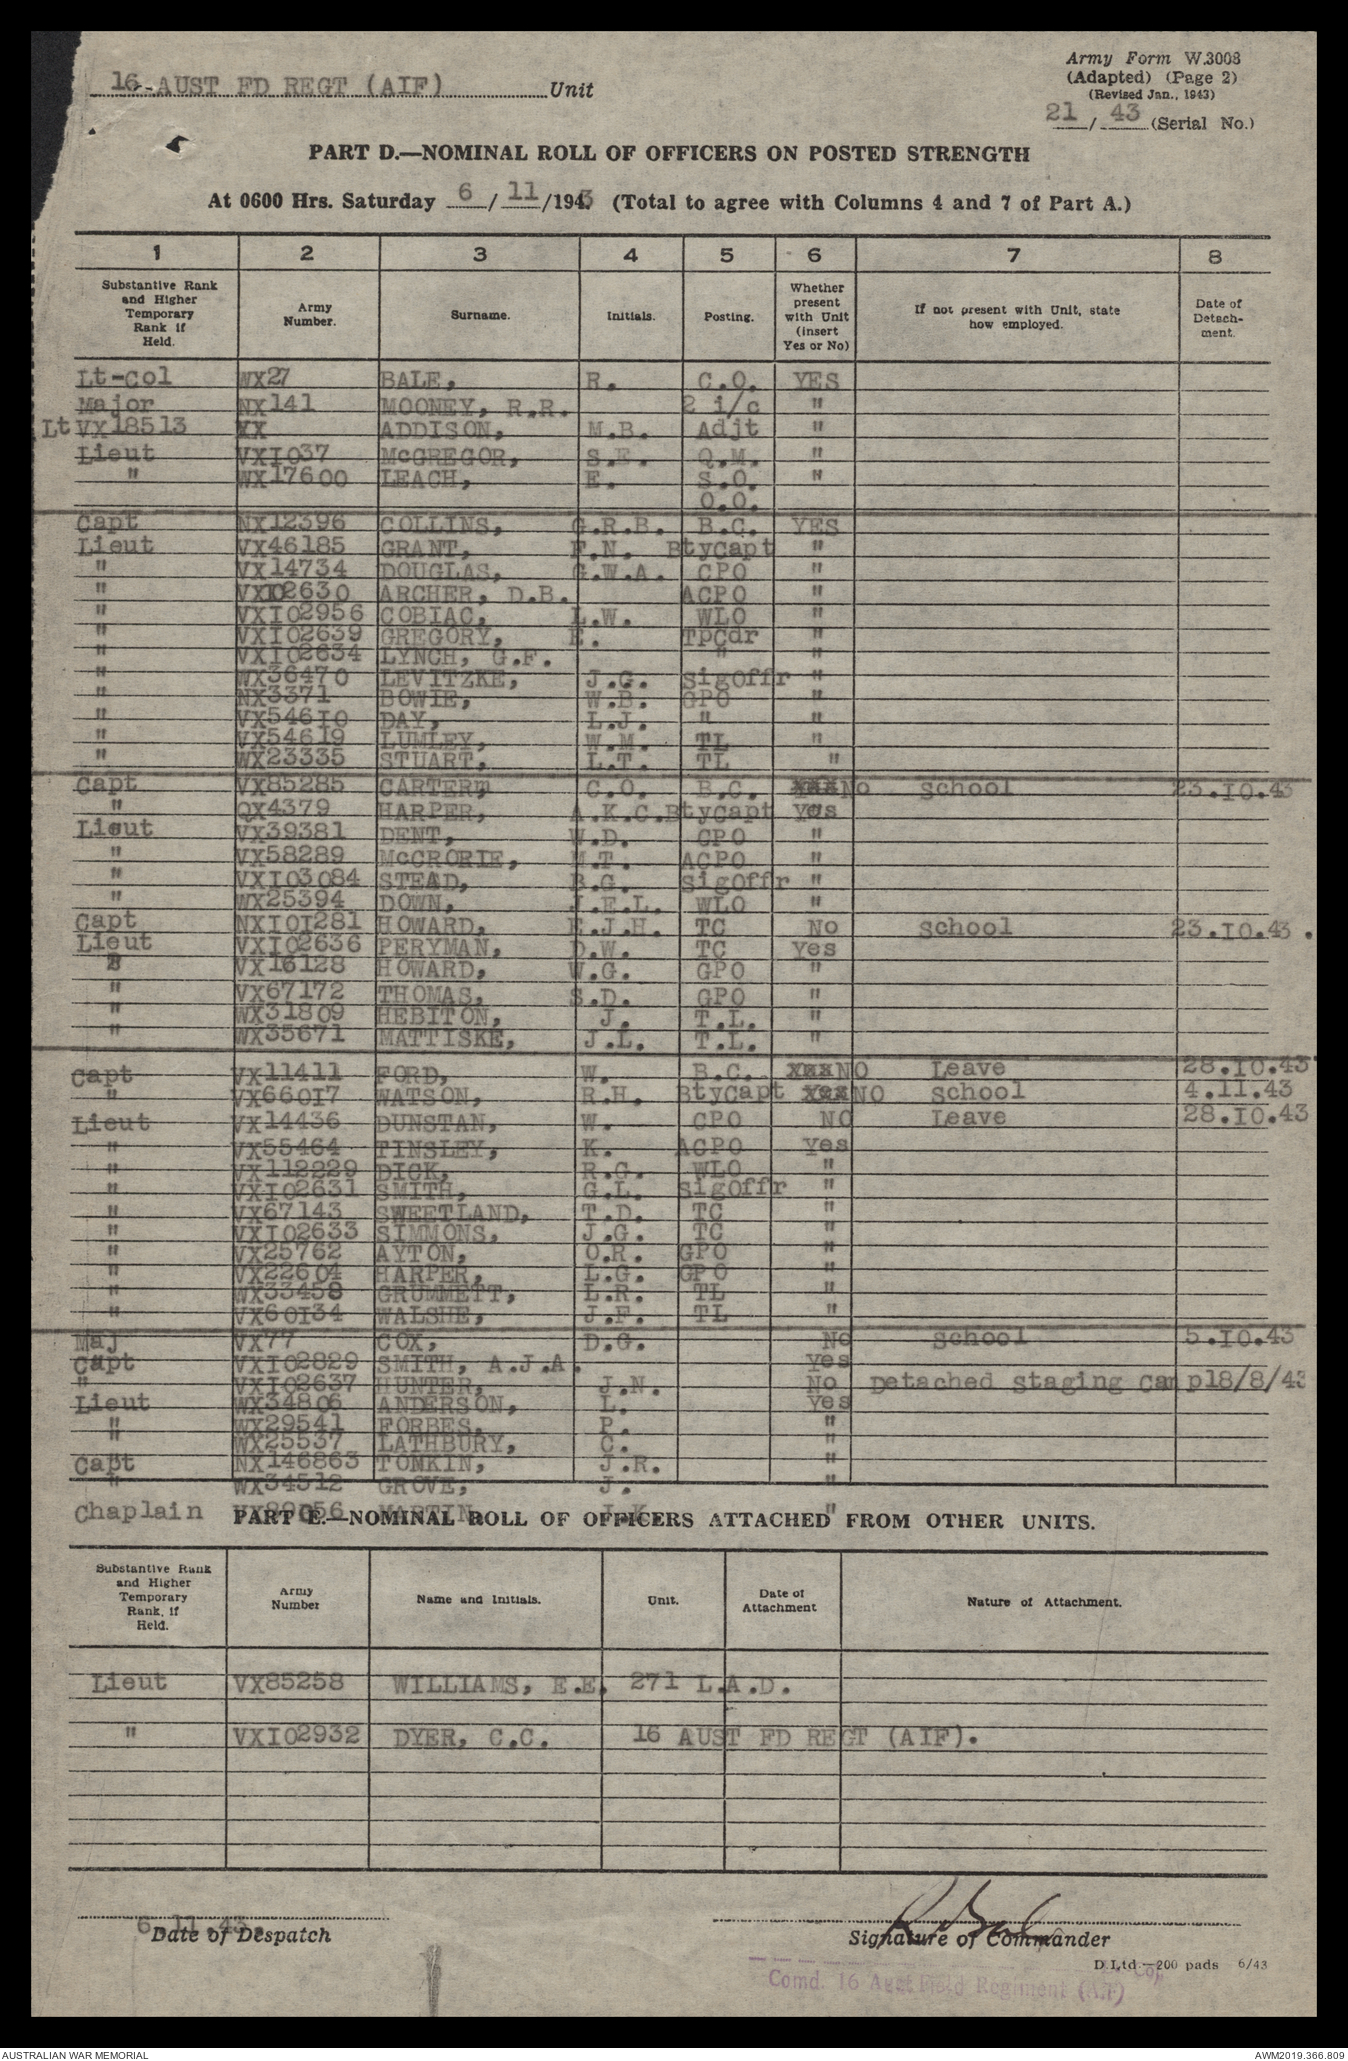 16 AUST FD REGT (AIF) Unit
Army Form W.3008
(Adapted) (Page 2)
(Revised Jan., 1943)
21 / 43 (Serial No.)
PART D.—NOMINAL ROLL OF OFFICERS ON POSTED STRENGTH
At 0600 Hrs. Saturday 6 / 11 /1943 (Total to agree with Columns 4 and 7 of Part A.)
1 2 3 4 5 6 7 8
Substantive Rank and Higher Temporary Rank if Held. Army Number. Surname. Initials. Posting. Whether present with Unit (insert Yes or No) If not present with Unit, state how employed. Date of Detachment.
Lt-Col WX27 BALE, R. C.O. YES
Major NX141 MOONEY, R.R. 2 i/c "
Lt VX18513 XX ADDISON, M.B. Adjt "
Lieut VX1037 McGREGOR, S.E. Q.M. "
" WX17600 LEACH, E. S.O. "
O.O.
Capt NX12396 COLLINS, G.R.B. B.C. YES
Lieut VX46185 GRANT, F.N. BtyCapt "
" VX14734 DOUGLAS, G.W.A. CPO "
" VX102630 ARCHER, D.B. ACPO "
" VX102956 COBIAC, L.W. WLO "
" VX102639 GREGORY, E. TpCdr "
" VX102634 LYNCH, G.F. " "
" WX36470 LEVITZKE, J.G. SigOffr "
" NX3371 BOWIE, W.B. GPO "
" VX54610 DAY, L.J. " "
" VX54619 LUMLEY, W.M. TL "
" WX23335 STUART, L.T. TL "
Capt VX85285 CARTER, C.O. B.C. No School 23.10.43
" QX4379 HARPER, A.K.C. BtyCapt Yes
Lieut VX39381 DENT, W.D. CPO "
" VX58289 McCRORIE, M.T. ACPO "
" VX103084 STEAD, B.G. SigOffr "
" WX25394 DOWN, J.E.L. WLO "
Capt NX101281 HOWARD, E.J.H. TC No School 23.10.43.
Lieut VX102636 PERYMAN, D.W. TC Yes
" VX16128 HOWARD, W.G. GPO "
" VX67172 THOMAS, S.D. GPO "
" WX31809 HEBITON, J. T.L. "
" WX35671 MATTISKE, J.L. T.L. "
Capt VX11411 FORD, W. B.C. xxxNO Leave 28.10.43
" VX66017 WATSON, R.H. BtyCapt YesNO School 4.11.43
Lieut VX14436 DUNSTAN, W. CPO NO Leave 28.10.43
" VX55464 TINSLEY, K. ACPO Yes
" VX112229 DICK, R.G. WLO "
" VX102631 SMITH, G.L. SigOffr "
" VX67143 SWEETLAND, T.D. TC "
" VX102633 SIMMONS, J.G. TC "
" VX25762 AYTON, O.R. GPO "
" VX22604 HARPER, L.G. GPO "
" WX33458 GRUMMETT, L.R. TL "
" VX60134 WALSHE, J.F. TL "
Maj VX77 COX, D.G. No School 5.10.43
Capt VX102829 SMITH, A.J.A. Yes
" VX102637 HUNTER, J.N. No Detached Staging Camp18/8/43
Lieut WX34806 ANDERSON, L. Yes
" WX29541 FORBES, P. "
" WX25537 LATHBURY, C. "
Capt NX146863 TONKIN, J.R.
" WX34512 GROVE, J. "
Chaplain VX89056 MARTIN, J.K. "
PART E.—NOMINAL ROLL OF OFFICERS ATTACHED FROM OTHER UNITS.
Substantive Rank and Higher Temporary Rank, if Held. Army Number Name and Initials. Unit. Date of Attachment Nature of Attachment.
Lieut VX85258 WILLIAMS, E.E. 271 L.A.D.
" VX102932 DYER, C.C. 16 AUST FD REGT (AIF).
6.11.43.
Date of Despatch
Signature of Commander
D.Ltd.—200 pads 6/43
Comd. 16 Aust Field Regiment (AIF)
AUSTRALIAN WAR MEMORIAL
AWM2019.366.809